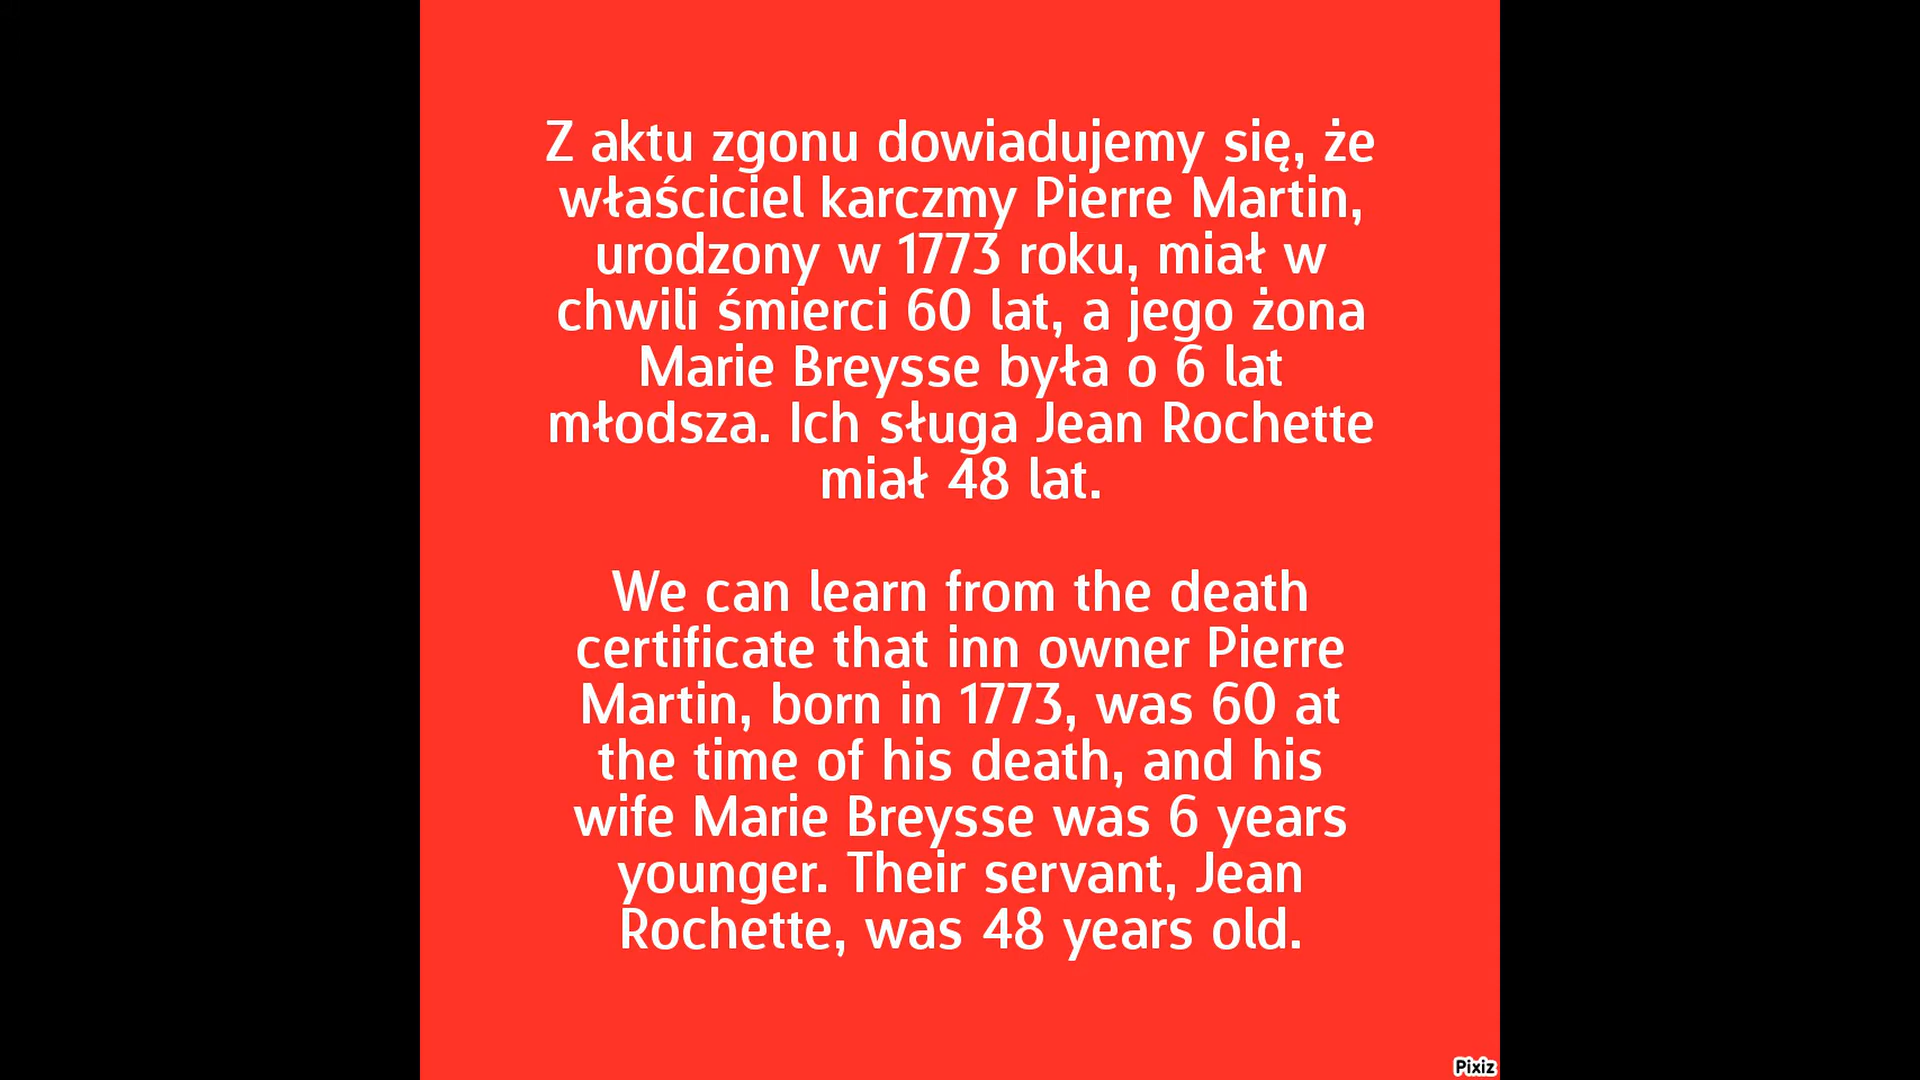 Z aktu zgonu dowiadujemy się, że
właściciel karczmy Pierre Martin,
urodzony w 1773 roku, miał w
chwili śmierci 60 lat, a jego żona
Marie Breysse była o 6 lat
młodsza. Ich sługa Jean Rochette
miał 48 lat.
We can learn from the death
certificate that inn owner Pierre
Martin, born in 1773, was 60 at
the time of his death, and his
wife Marie Breysse was 6 years
younger. Their servant, Jean
Rochette, was 48 years old.
Pixiz